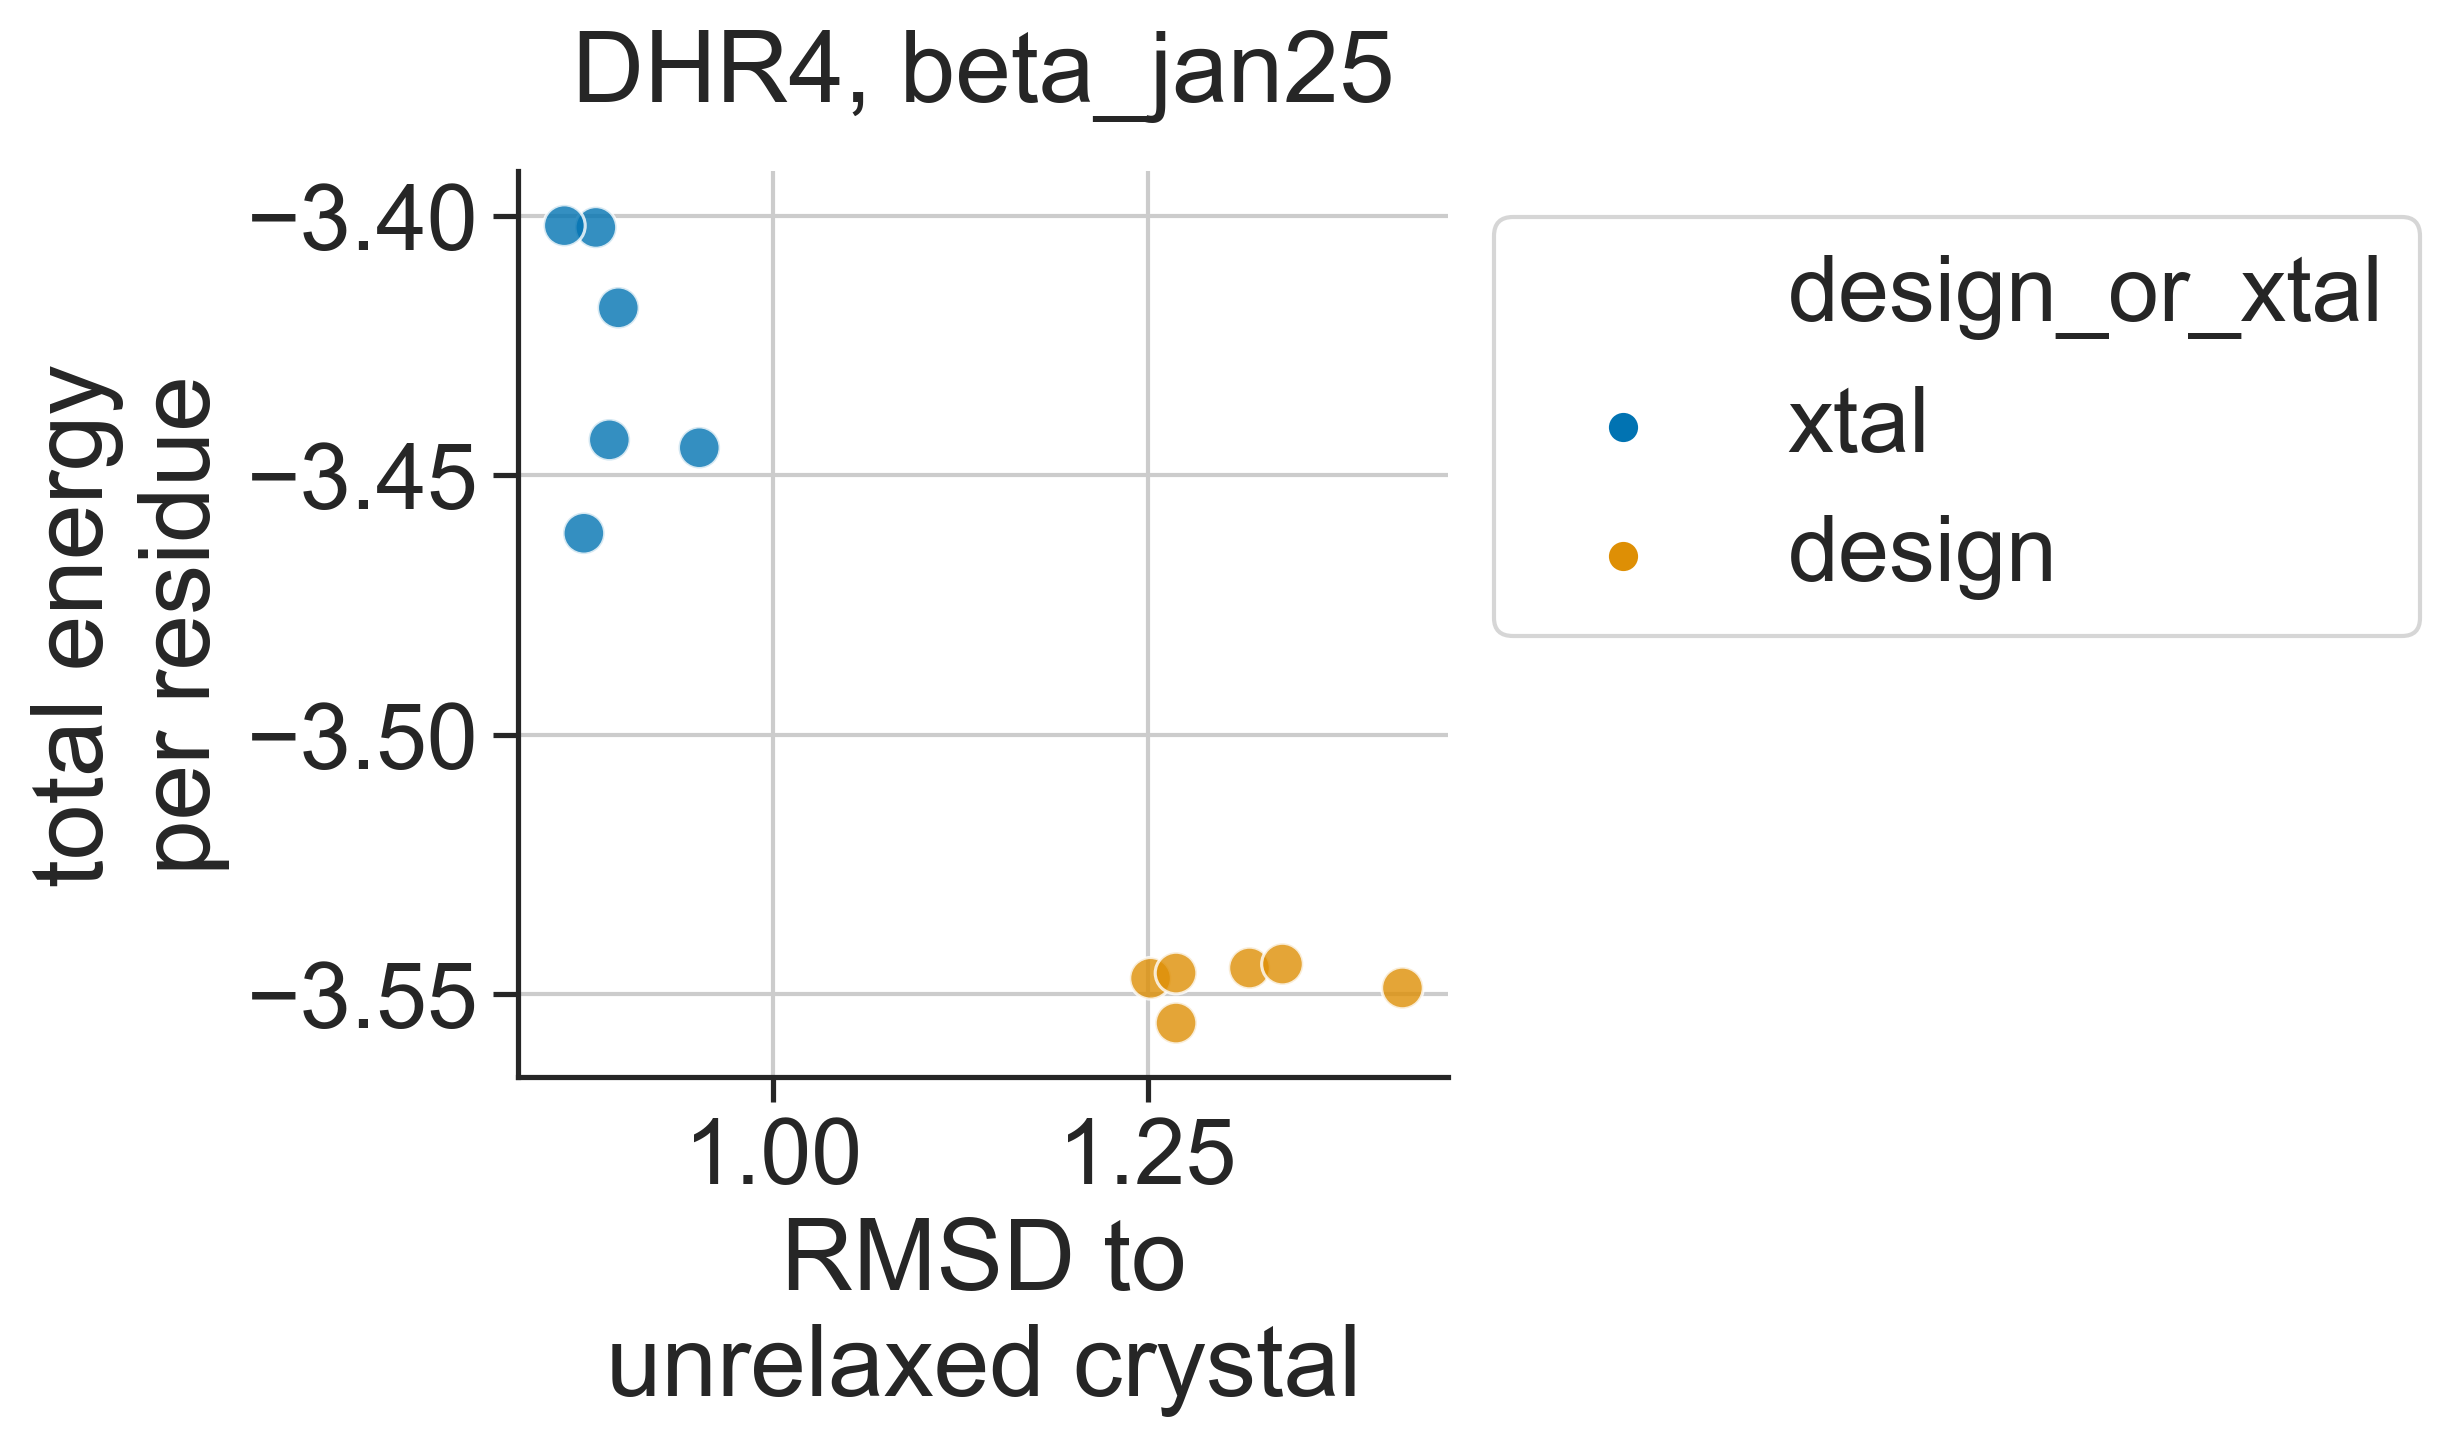 DHR4, beta_jan25
total energy
per residue
−3.40
−3.45
−3.50
−3.55
1.00
1.25
RMSD to
unrelaxed crystal
design_or_xtal
xtal
design